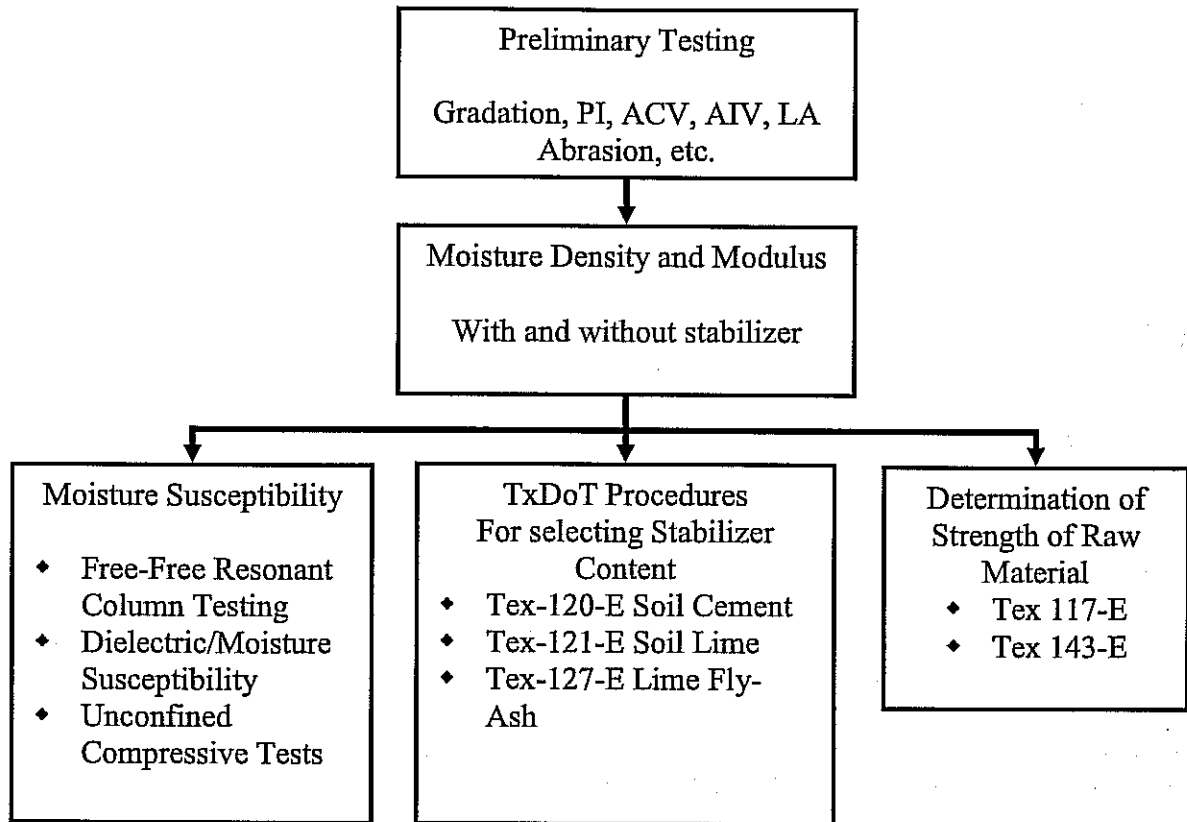 Preliminary Testing
Gradation, PI, ACV, AIV, LA
Abrasion, etc.
Moisture Density and Modulus
With and without stabilizer
Moisture Susceptibility
◆ Free-Free Resonant
Column Testing
◆ Dielectric/Moisture
Susceptibility
◆ Unconfined
Compressive Tests
TxDoT Procedures
For selecting Stabilizer
Content
◆ Tex-120-E Soil Cement
◆ Tex-121-E Soil Lime
◆ Tex-127-E Lime Fly-
Ash
Determination of
Strength of Raw
Material
◆ Tex 117-E
◆ Tex 143-E